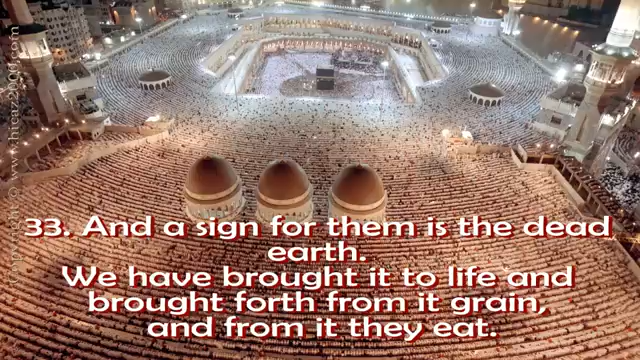 33. And a sign for them is the dead
earth.
We have brought it to life and
brought forth from it grain,
and from it they eat.